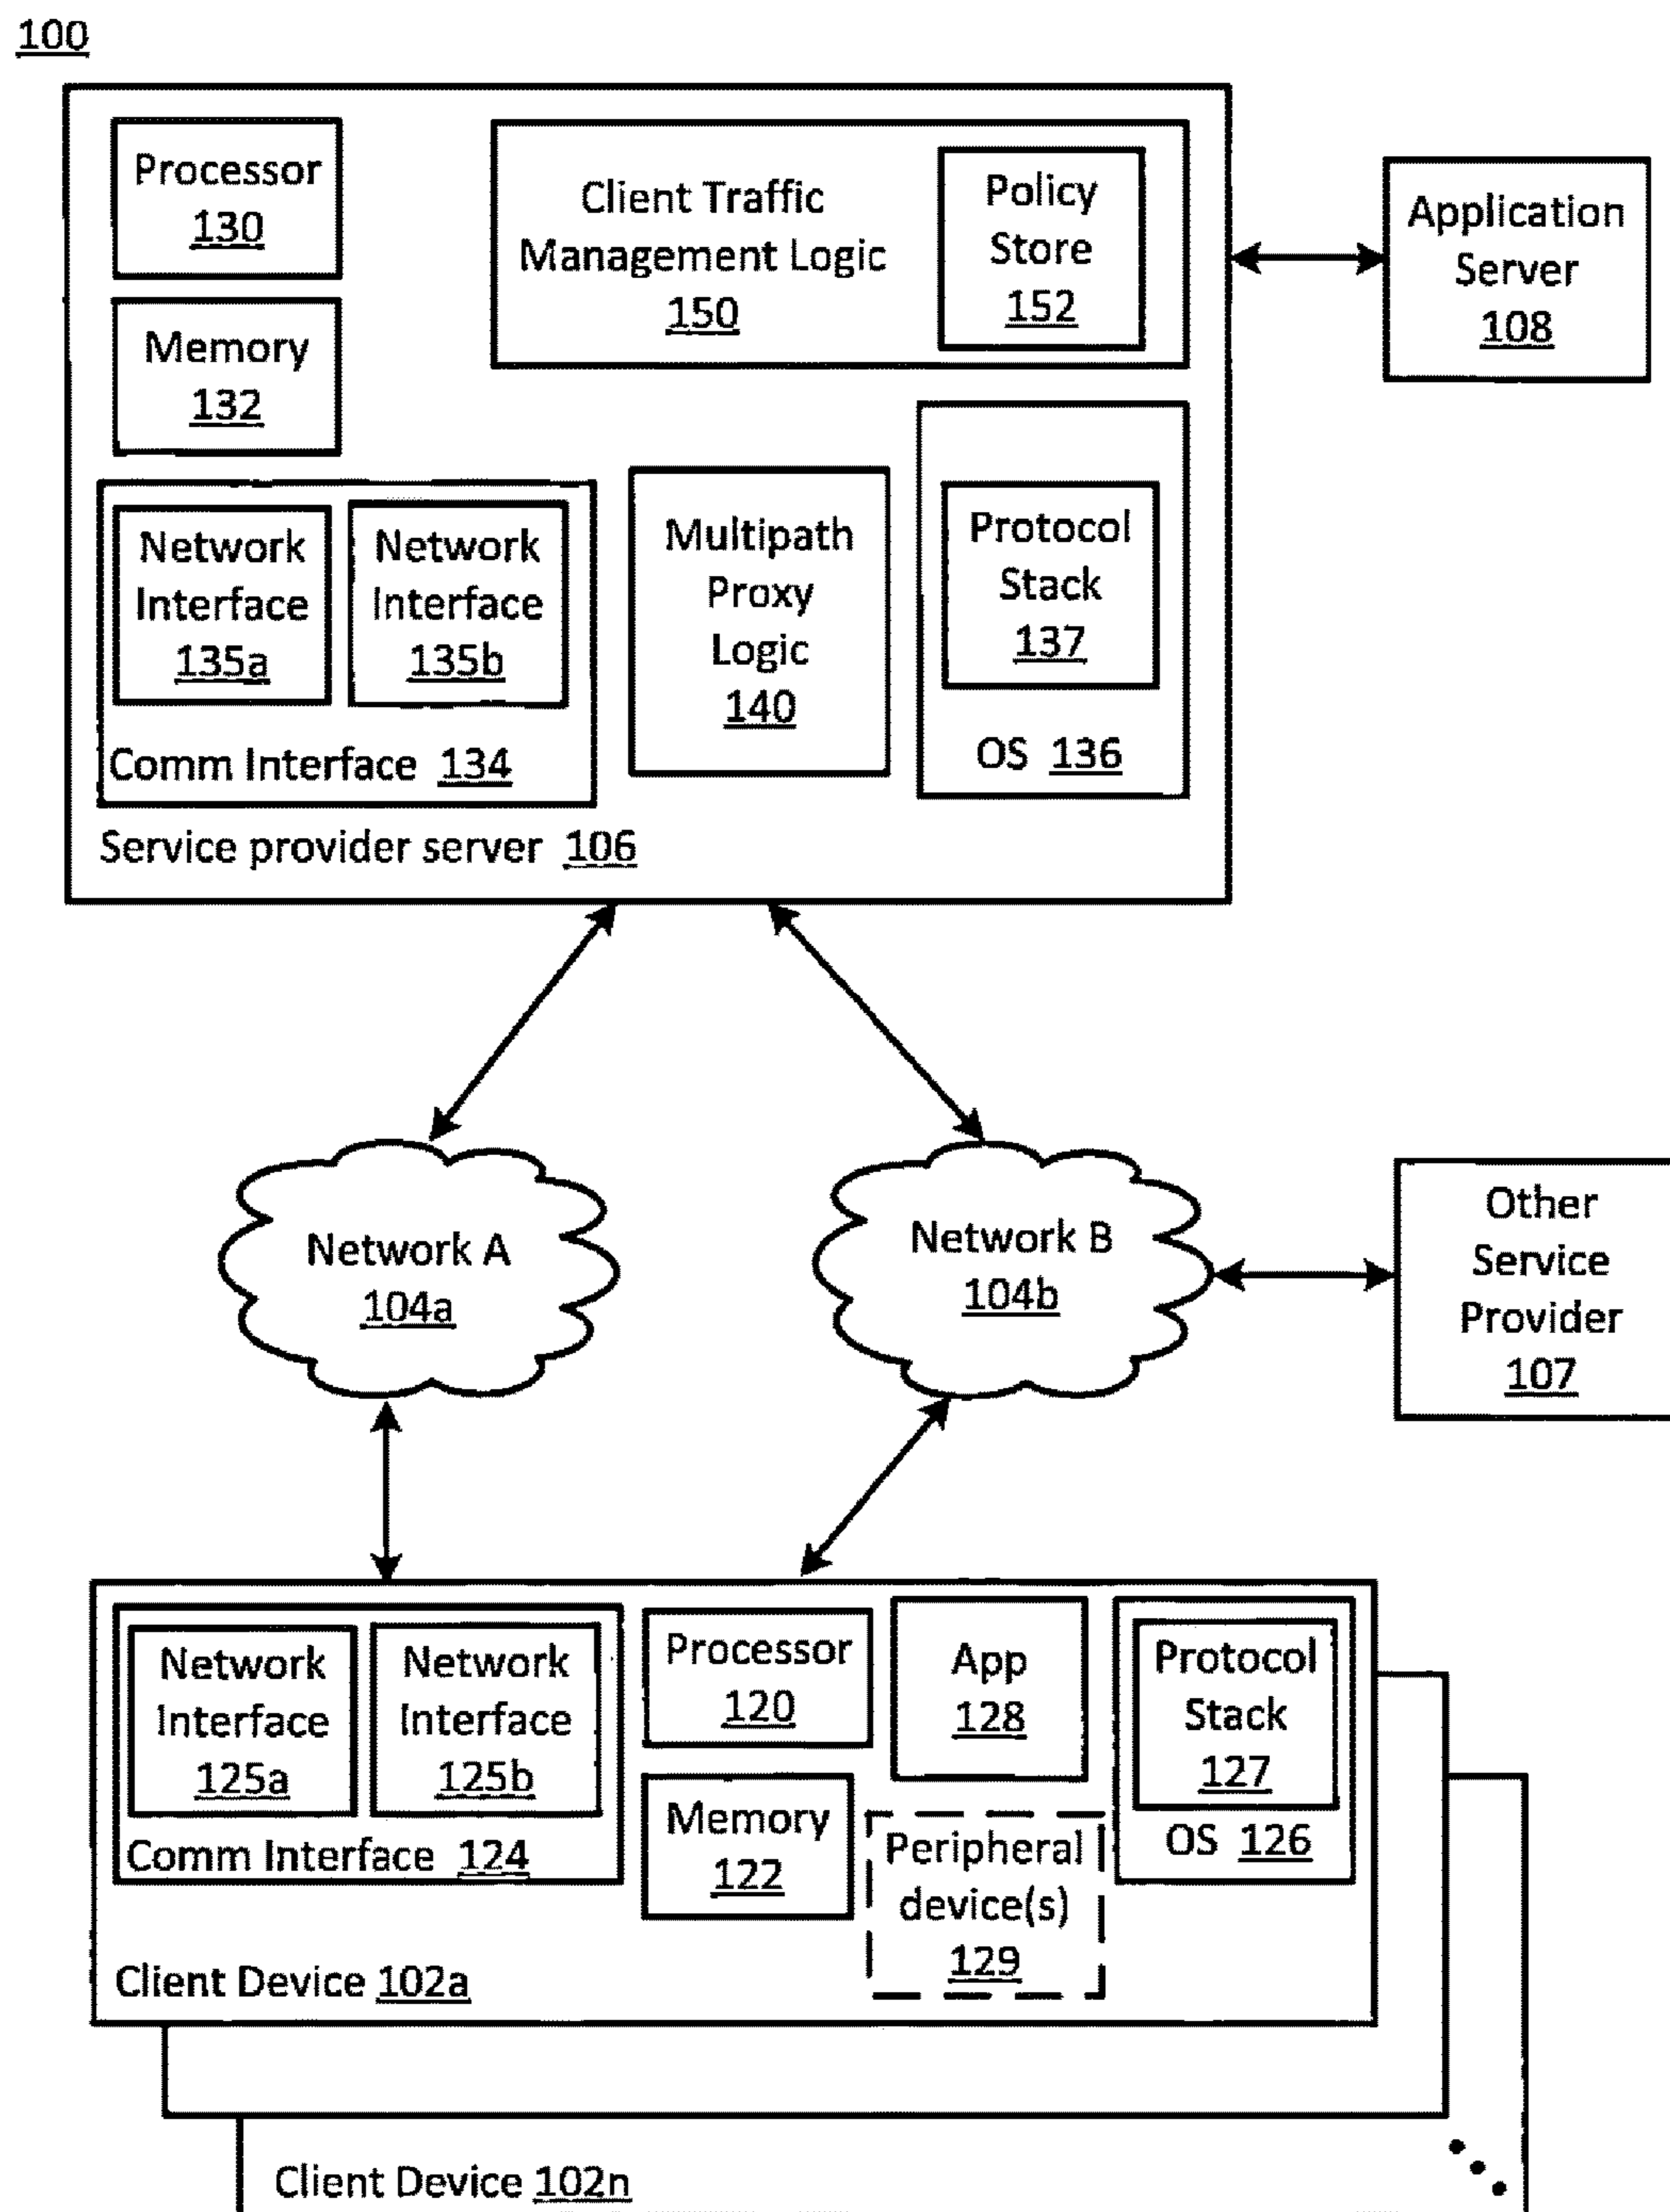 100
Processor
130
Client Traffic
Management Logic
150
Policy
Store
152
Application
Server
108
Memory
132
Network
Interface
135a
Network
Interface
135b
Comm Interface 134
Multipath
Proxy
Logic
140
Protocol
Stack
137
OS 136
Service provider server 106
Network A
104a
Network B
104b
Other
Service
Provider
107
Network
Interface
125a
Network
Interface
125b
Comm Interface 124
Processor
120
Memory
122
App
128
Peripheral
device(s)
129
Protocol
Stack
127
OS 126
Client Device 102a
Client Device 102n